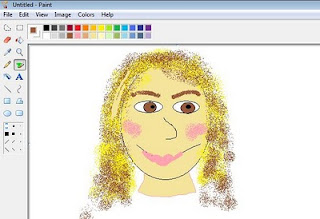 Untitled - Paint
File Edit View Image Colors Help
A